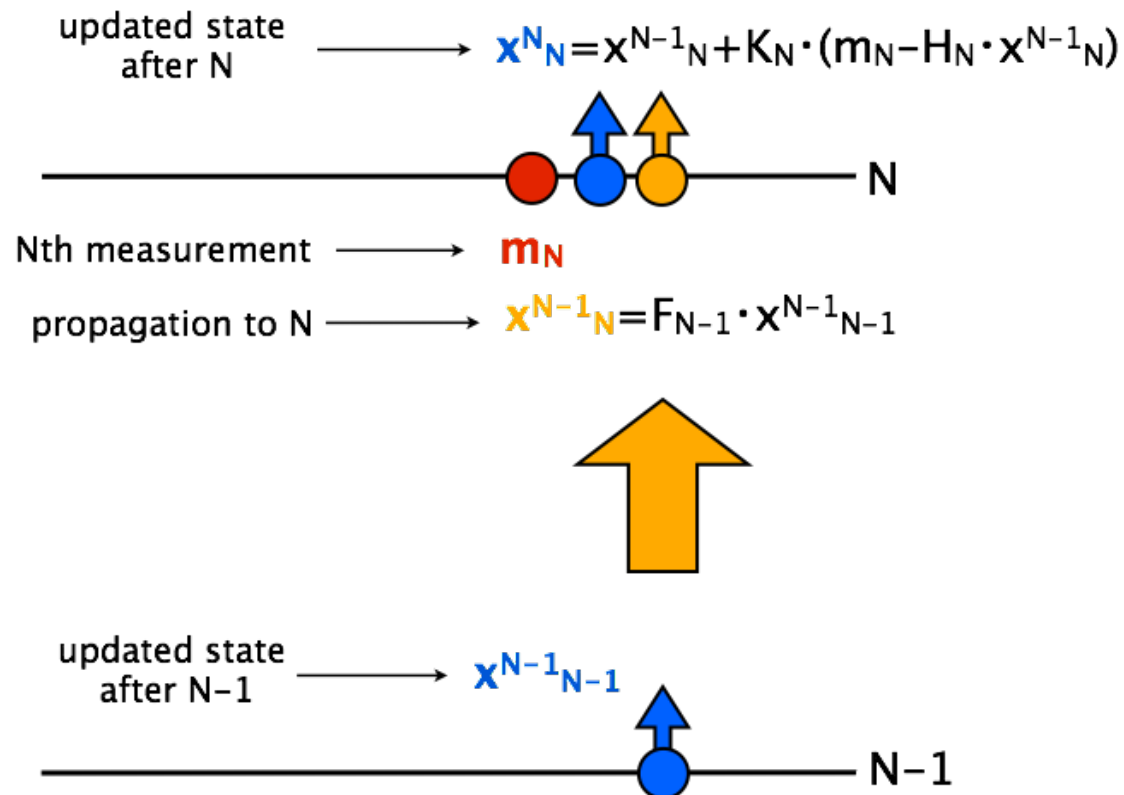 updated state
after N
x^N_N=x^{N-1}_N+K_N·(m_N-H_N·x^{N-1}_N)
N
Nth measurement
m_N
propagation to N
x^{N-1}_N=F_{N-1}·x^{N-1}_{N-1}
updated state
after N-1
x^{N-1}_{N-1}
N-1